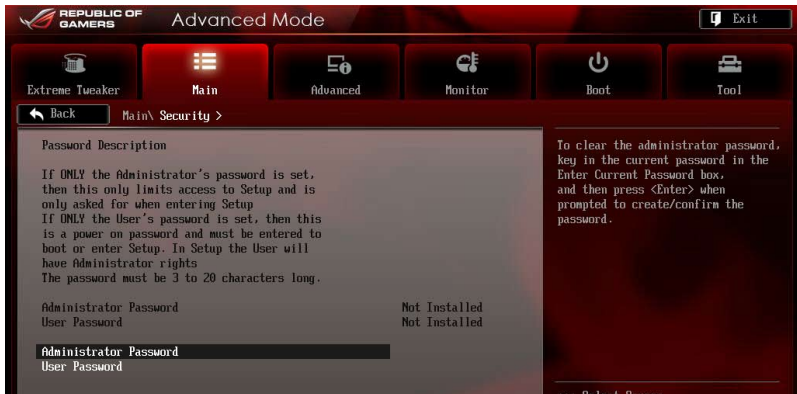 REPUBLIC OF
GAMERS
Advanced Mode
Exit
Extreme Tweaker
Main
Advanced
Monitor
Boot
Tool
Back
Main\ Security >
Password Description
If ONLY the Administrator's password is set,
then this only limits access to Setup and is
only asked for when entering Setup
If ONLY the User's password is set, then this
is a power on password and must be entered to
boot or enter Setup. In Setup the User will
have Administrator rights
The password must be 3 to 20 characters long.
Administrator Password Not Installed
User Password Not Installed
Administrator Password
User Password
To clear the administrator password,
key in the current password in the
Enter Current Password box,
and then press <Enter> when
prompted to create/confirm the
password.